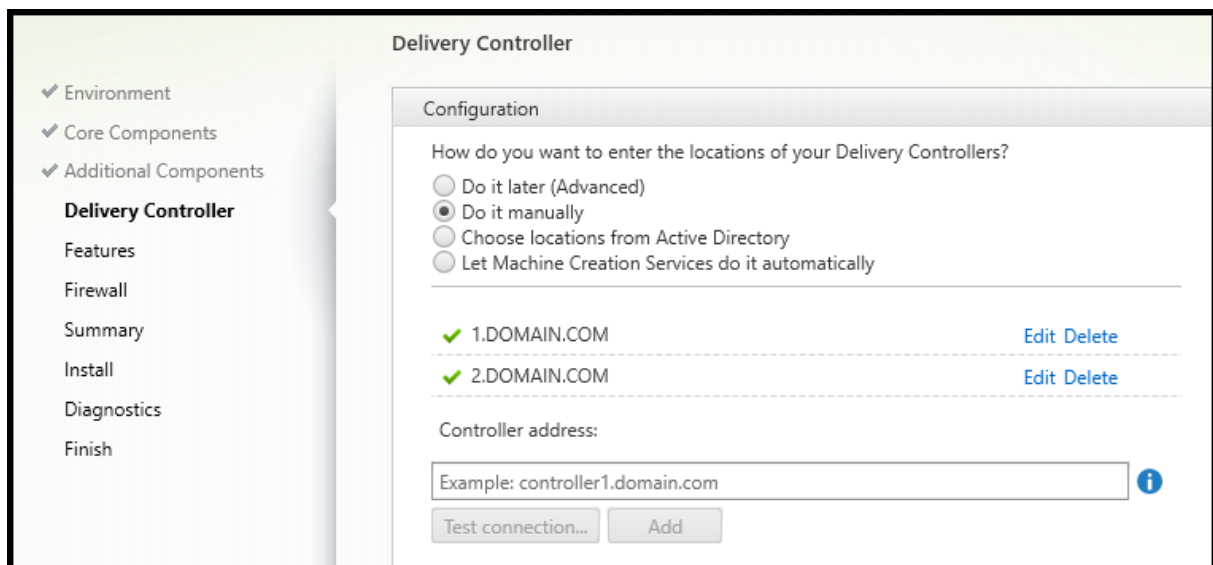 Delivery Controller
Environment
Core Components
Additional Components
Delivery Controller
Features
Firewall
Summary
Install
Diagnostics
Finish
Configuration
How do you want to enter the locations of your Delivery Controllers?
Do it later (Advanced)
Do it manually
Choose locations from Active Directory
Let Machine Creation Services do it automatically
1.DOMAIN.COM Edit Delete
2.DOMAIN.COM Edit Delete
Controller address:
Example: controller1.domain.com
Test connection... Add